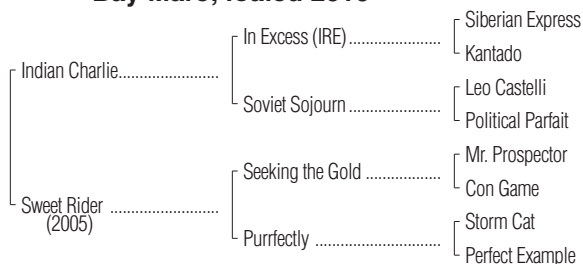 Bay Mare; foaled
Siberian Express
In Excess (IRE).......................
Kantado
Indian Charlie.........................
Leo Castelli
Soviet Sojourn ........................
Political Parfait
Mr. Prospector
Seeking the Gold ..................
Con Game
Sweet Rider ...........................
(2005)
Storm Cat
Purrfectly ...............................
Perfect Example